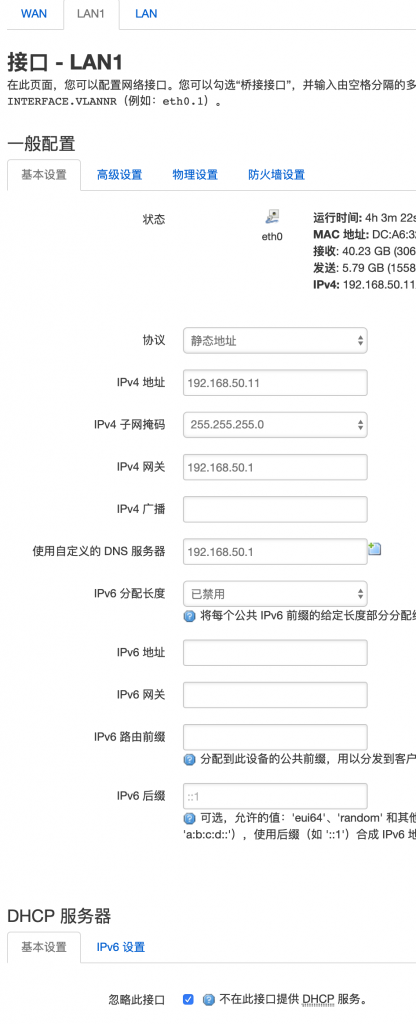 WAN LAN1 LAN
接口 - LAN1
在此页面，您可以配置网络接口。您可以勾选“桥接接口”，并输入由空格分隔的多
INTERFACE.VLANNR（例如：eth0.1）。
一般配置
基本设置 高级设置 物理设置 防火墙设置
状态
eth0
运行时间: 4h 3m 22s
MAC 地址: DC:A6:32
接收: 40.23 GB (306
发送: 5.79 GB (1558
IPv4: 192.168.50.11
协议 静态地址
IPv4 地址 192.168.50.11
IPv4 子网掩码 255.255.255.0
IPv4 网关 192.168.50.1
IPv4 广播
使用自定义的 DNS 服务器 192.168.50.1
IPv6 分配长度 已禁用
将每个公共 IPv6 前缀的给定长度部分分配
IPv6 地址
IPv6 网关
IPv6 路由前缀
分配到此设备的公共前缀，用以分发到客户
IPv6 后缀 ::1
可选，允许的值：'eui64'、'random' 和其他
'a:b:c:d::'），使用后缀（如 '::1'）合成 IPv6 地
DHCP 服务器
基本设置 IPv6 设置
忽略此接口 不在此接口提供 DHCP 服务。